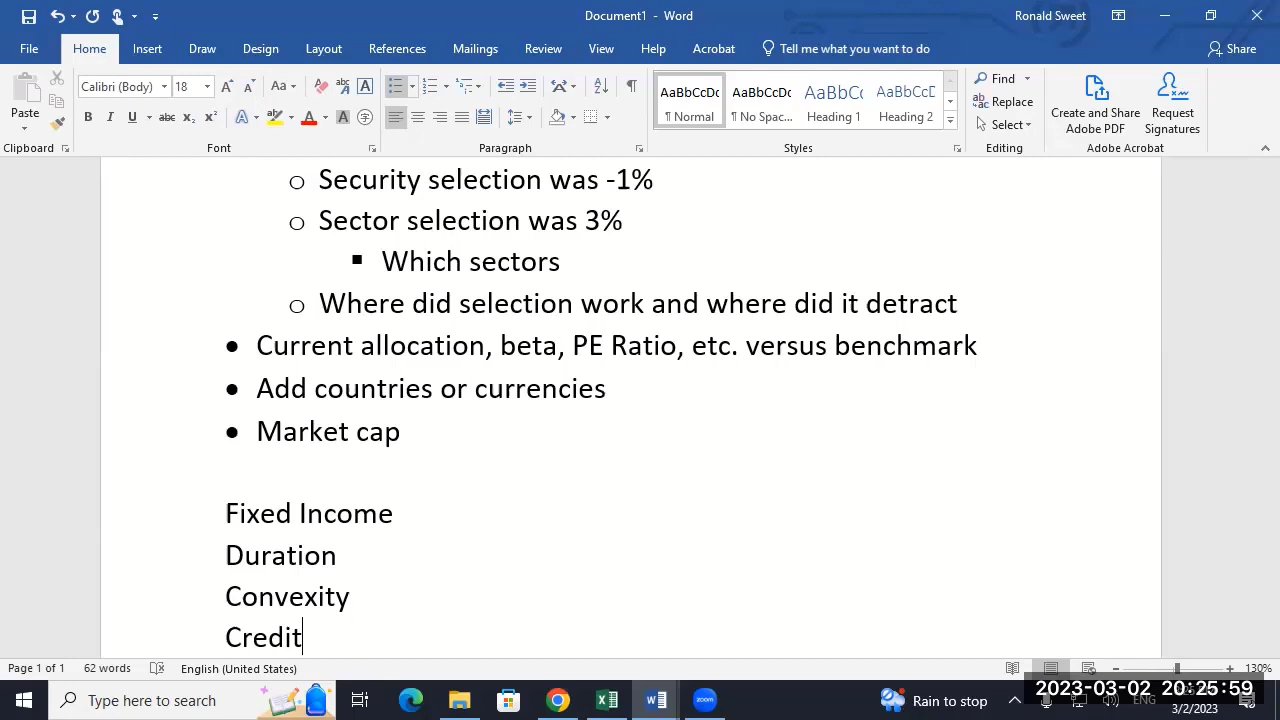 Document1 - Word
Ronald Sweet
File Home Insert Draw Design Layout References Mailings Review View Help Acrobat Tell me what you want to do Share
Paste
Clipboard
Calibri (Body) 18 Aa
B I U abc X₂ X² A
Font
Paragraph
AaBbCcDc AaBbCcDc AaBbCc AaBbCcD
¶ Normal ¶ No Spac... Heading 1 Heading 2
Styles
Find
Replace
Select
Editing
Create and Share Adobe PDF
Request Signatures
Adobe Acrobat
o Security selection was -1%
o Sector selection was 3%
▪ Which sectors
o Where did selection work and where did it detract
• Current allocation, beta, PE Ratio, etc. versus benchmark
• Add countries or currencies
• Market cap
Fixed Income
Duration
Convexity
Credit
Page 1 of 1 62 words English (United States) 130%
Type here to search
zoom
Rain to stop
ENG
2023-03-02 20:25:59
3/2/2023